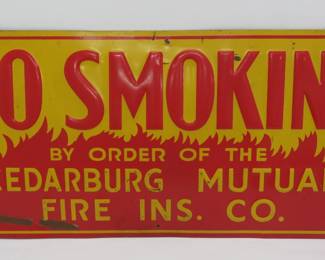 O SMOKIN
BY ORDER OF THE
EDARBURG MUTUA
FIRE INS. CO.